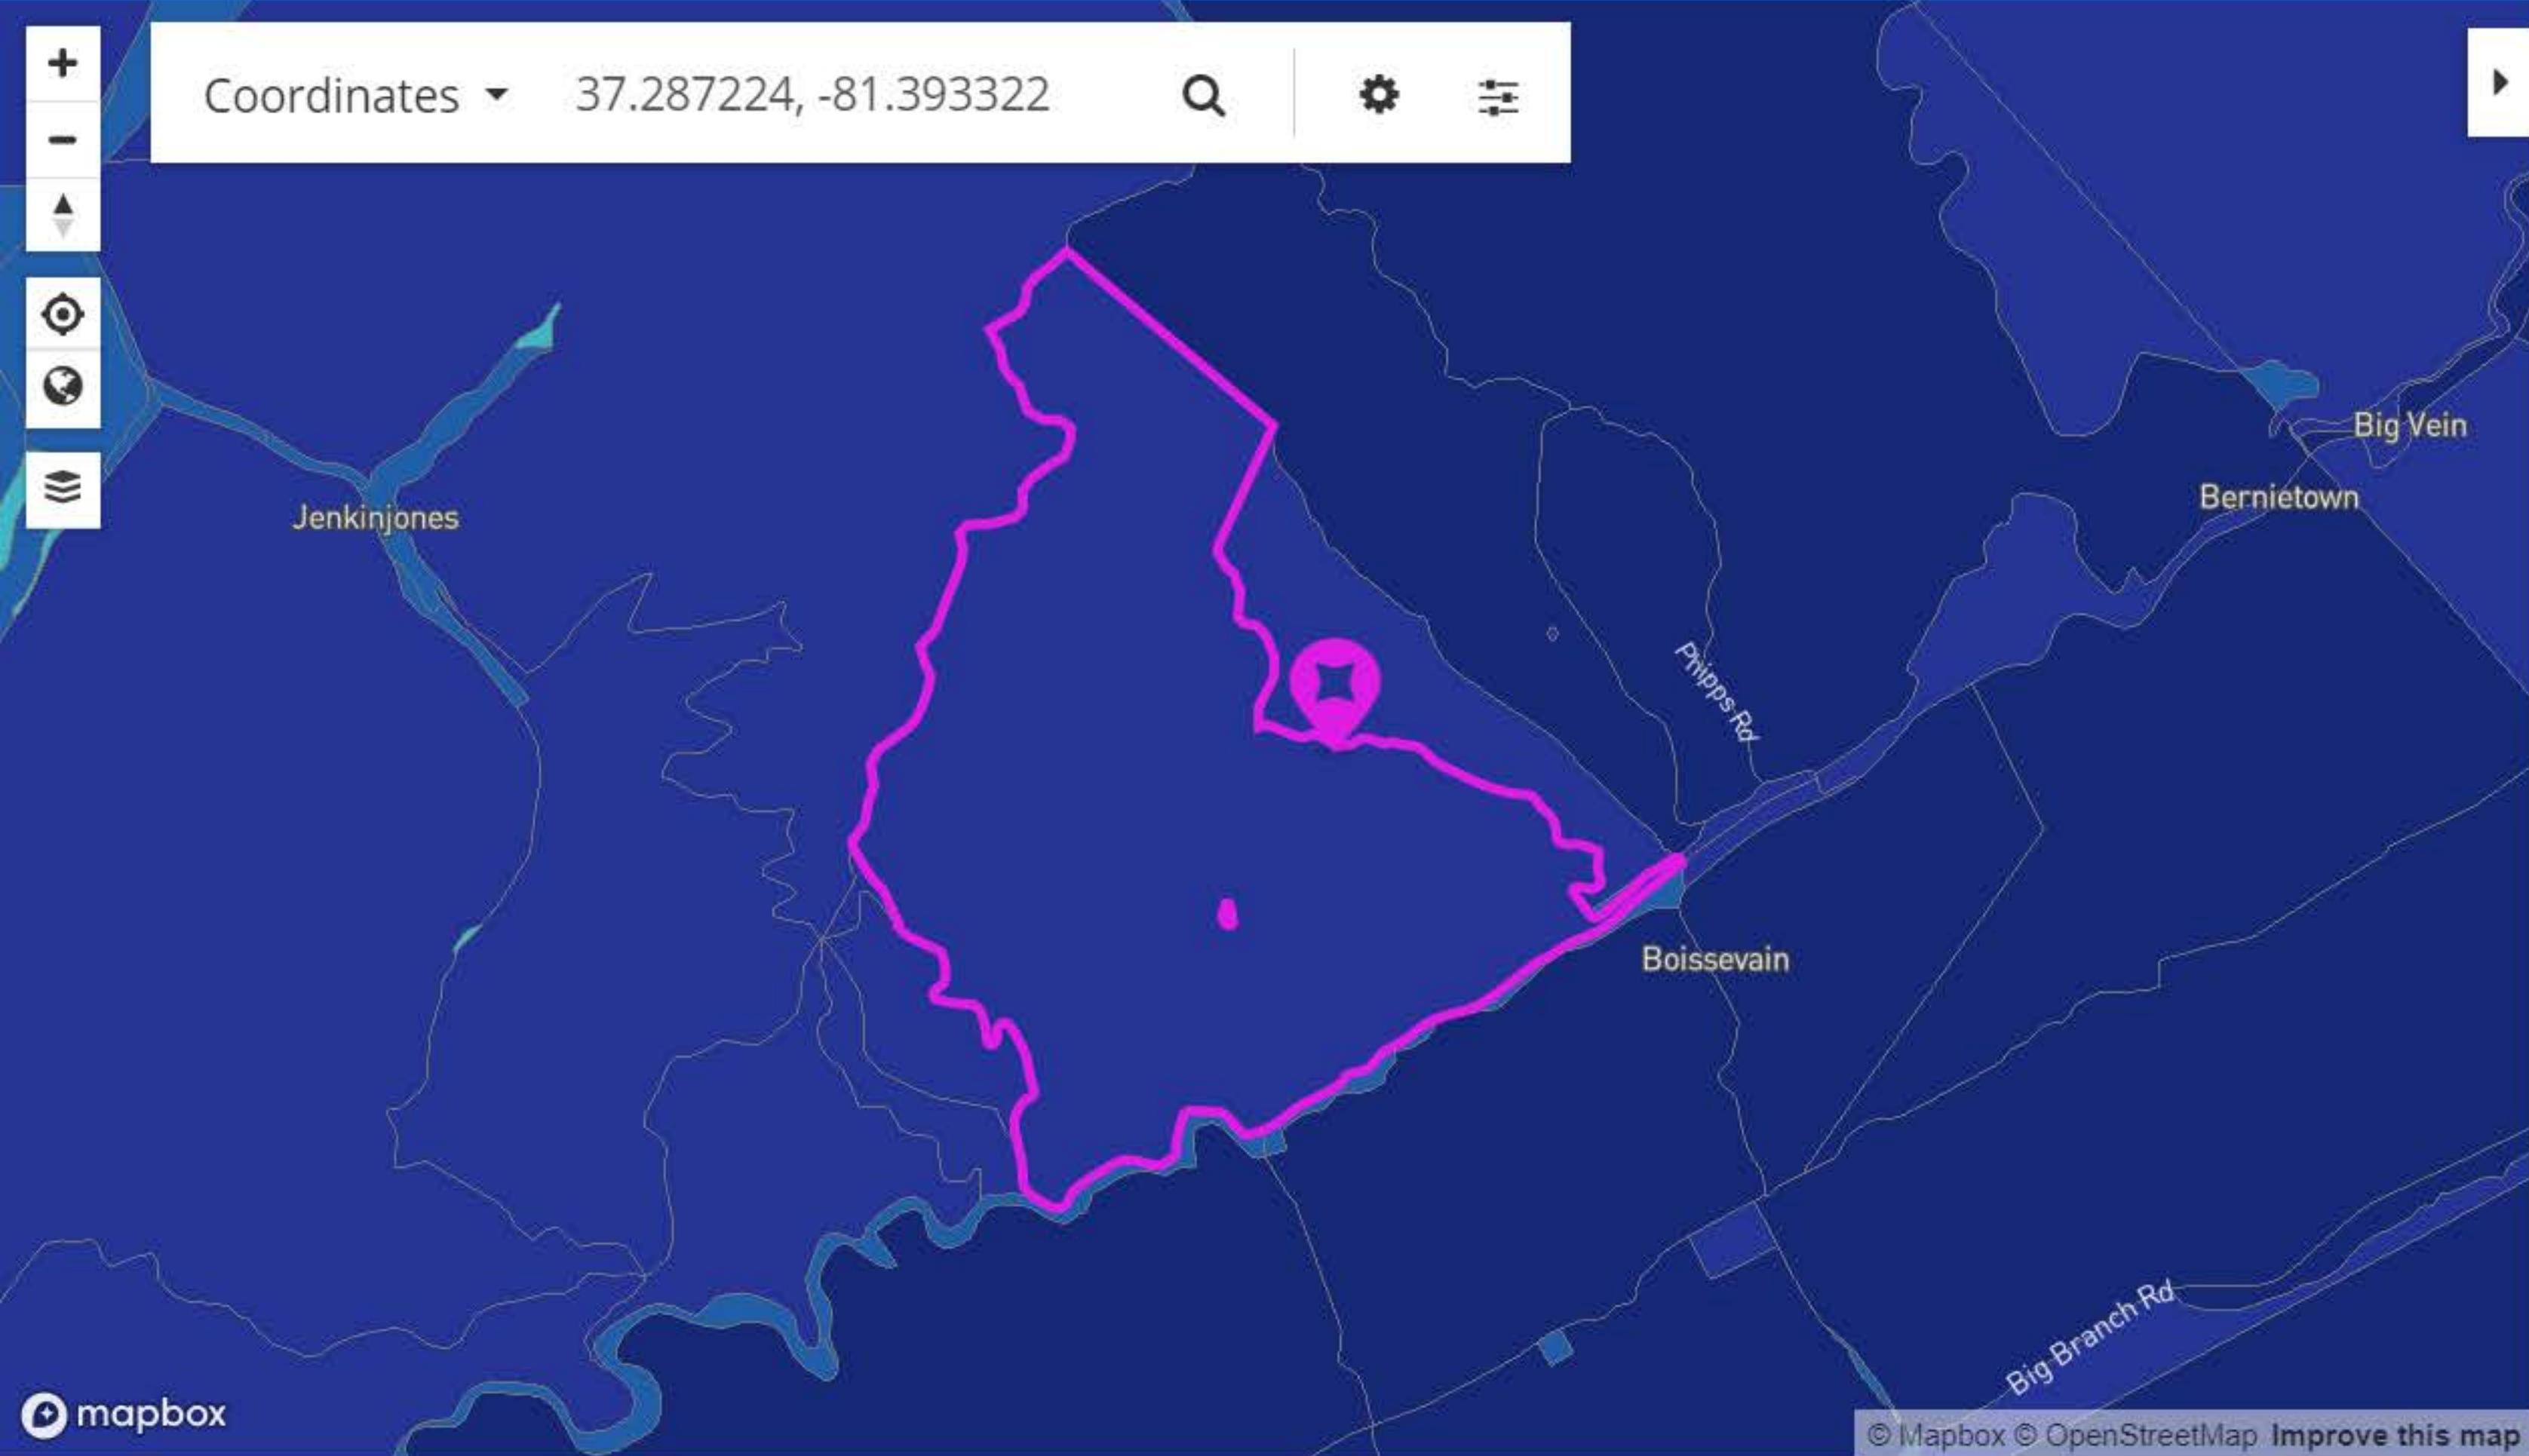 Coordinates 37.287224, -81.393322
Big Vein
Bernietown
Jenkinjones
Phipps Rd
Boissevain
Big Branch Rd
mapbox
© Mapbox © OpenStreetMap Improve this map